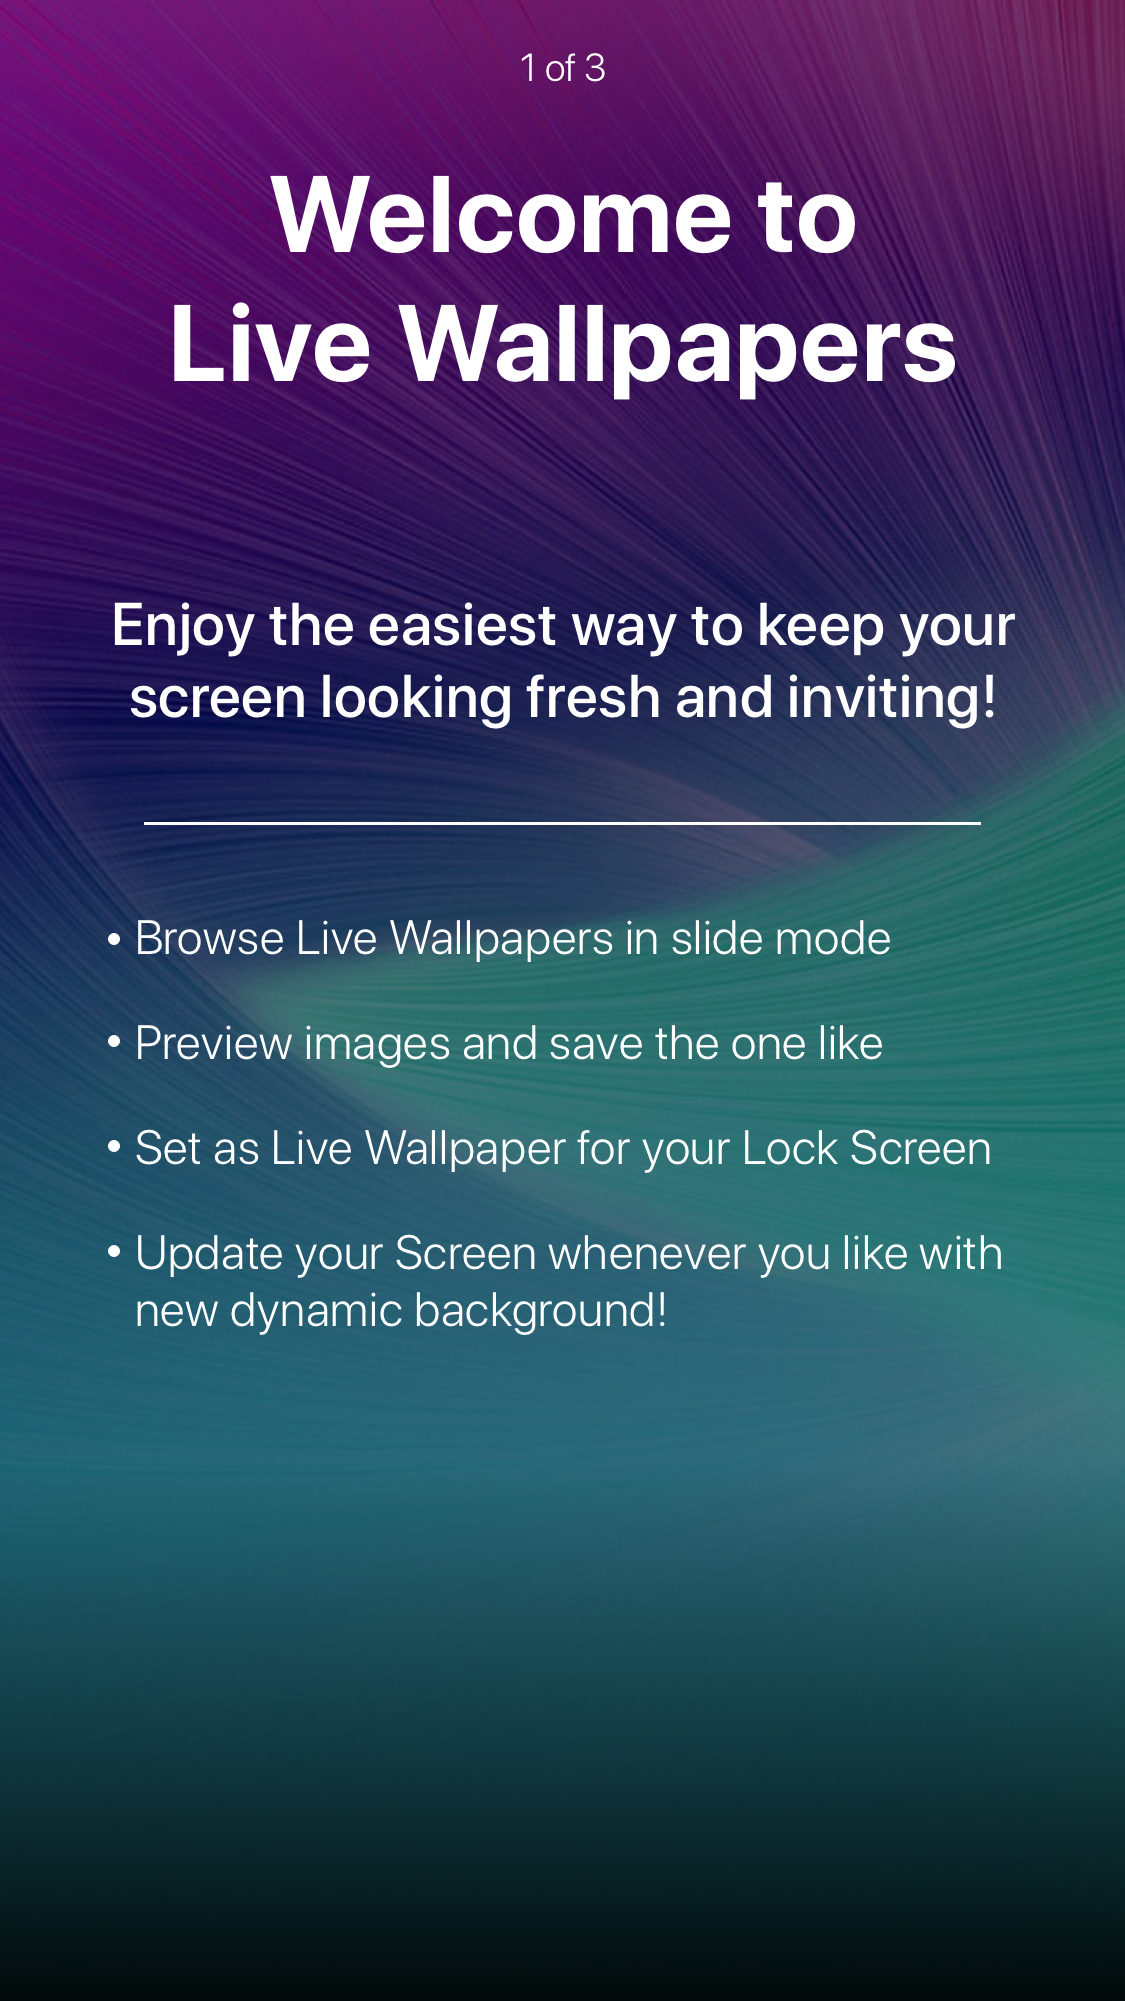 1 of 3
Welcome to
Live Wallpapers
Enjoy the easiest way to keep your
screen looking fresh and inviting!
• Browse Live Wallpapers in slide mode
• Preview images and save the one like
• Set as Live Wallpaper for your Lock Screen
• Update your Screen whenever you like with
new dynamic background!